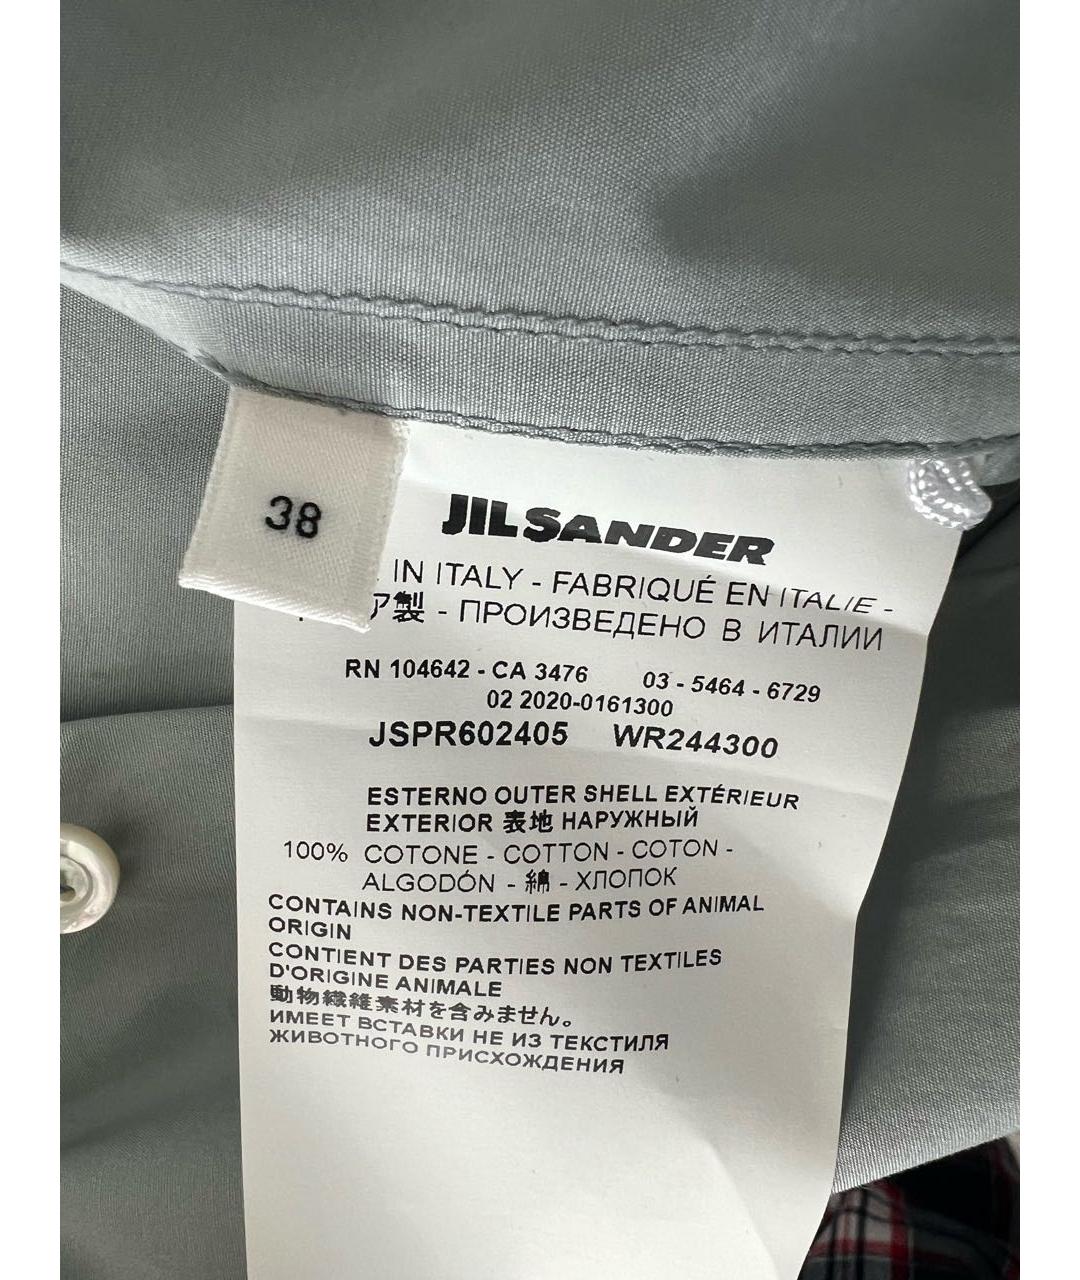 38
JIL SANDER
IN ITALY - FABRIQUÉ EN ITALIE -
ア製 - ПРОИЗВЕДЕНО В ИТАЛИИ
RN 104642 - CA 3476 03 - 5464 - 6729
02 2020-0161300
JSPR602405 WR244300
ESTERNO OUTER SHELL EXTÉRIEUR
EXTERIOR 表地 НАРУЖНЫЙ
100% COTONE - COTTON - COTON -
ALGODÓN - 綿 - ХЛОПОК
CONTAINS NON-TEXTILE PARTS OF ANIMAL
ORIGIN
CONTIENT DES PARTIES NON TEXTILES
D'ORIGINE ANIMALE
動物繊維素材を含みません。
ИМЕЕТ ВСТАВКИ НЕ ИЗ ТЕКСТИЛЯ
ЖИВОТНОГО ПРИСХОЖДЕНИЯ